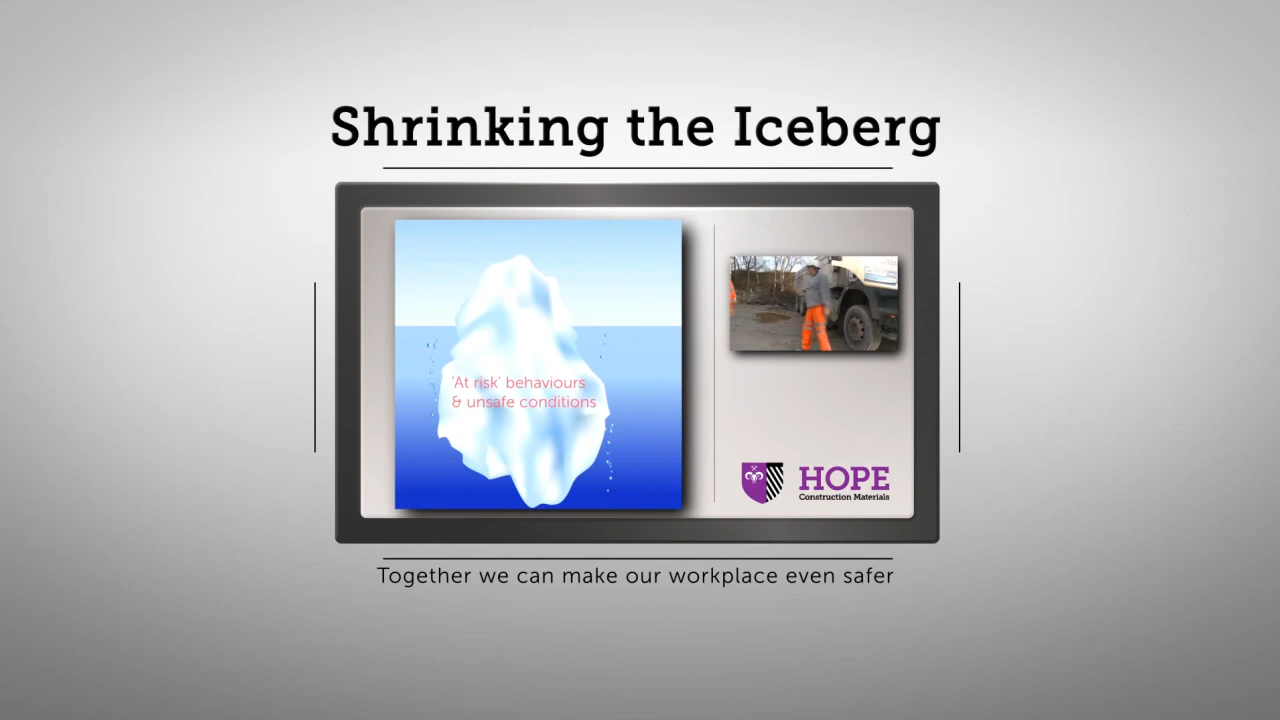 Shrinking the Iceberg
'At risk' behaviours
& unsafe conditions
HOPE
Construction Materials
Together we can make our workplace even safer